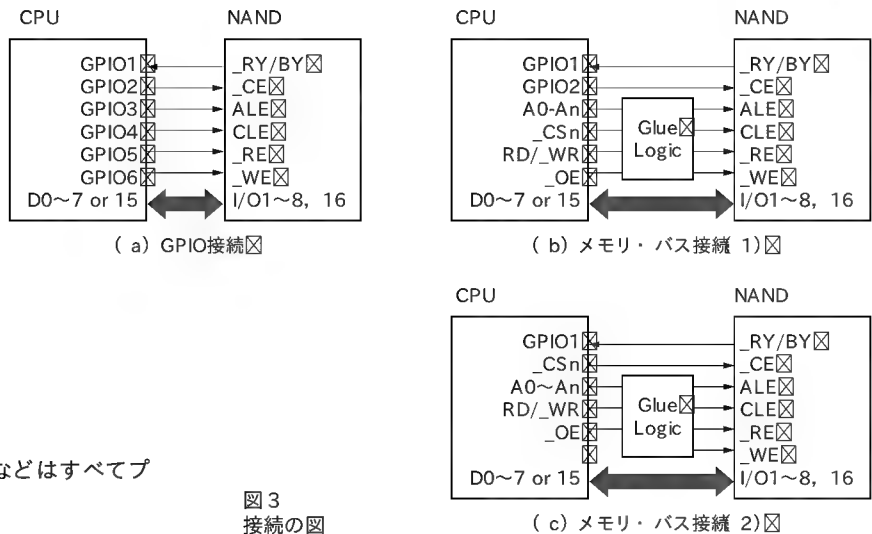 CPU NAND
GPIO1 _RY/BY
GPIO2 _CE
GPIO3 ALE
GPIO4 CLE
GPIO5 _RE
GPIO6 _WE
D0～7 or 15 I/O1～8, 16
(a) GPIO接続
CPU NAND
GPIO1 _RY/BY
GPIO2 _CE
A0-An ALE
_CSn Glue CLE
RD/_WR Logic _RE
_OE _WE
D0～7 or 15 I/O1～8, 16
(b) メモリ・バス接続 1)
CPU NAND
GPIO1 _RY/BY
_CSn _CE
A0～An ALE
RD/_WR Glue CLE
_OE Logic _RE
_WE
D0～7 or 15 I/O1～8, 16
(c) メモリ・バス接続 2)
などはすべてプ
図3
接続の図